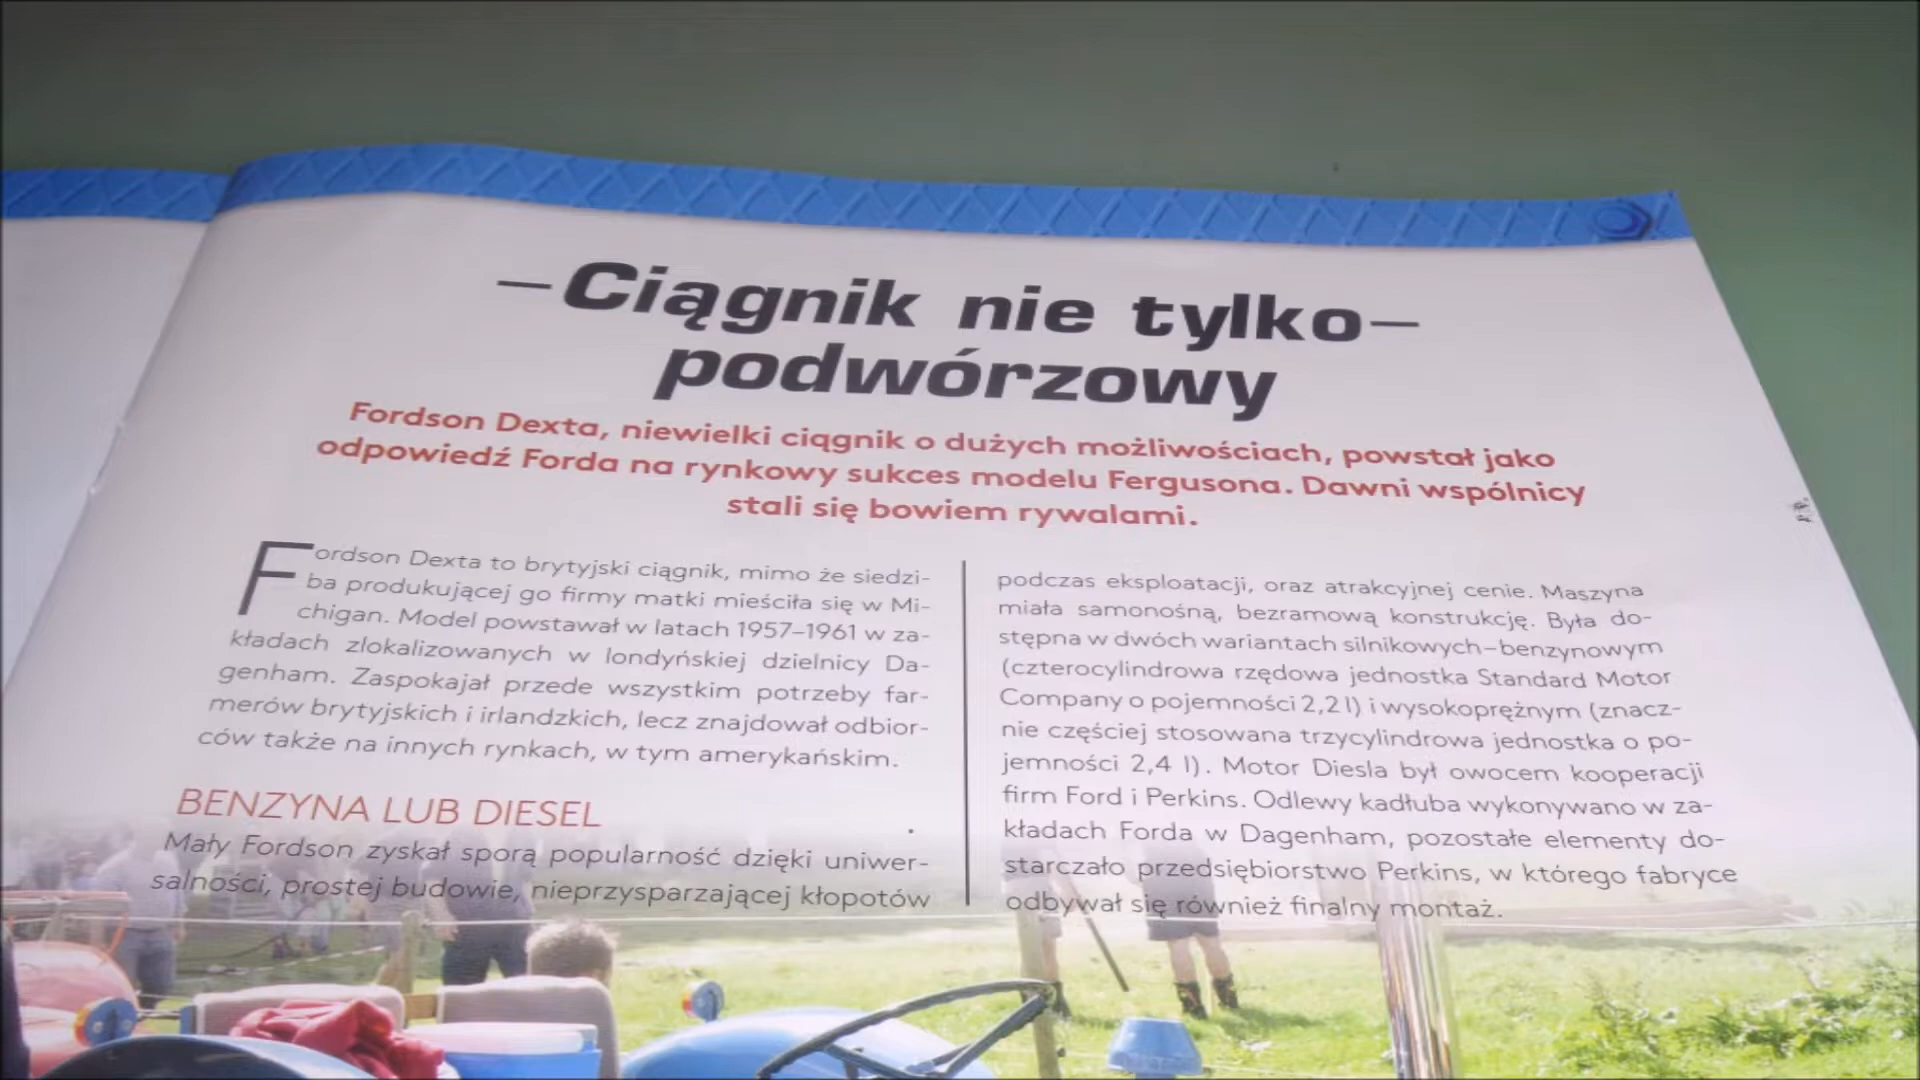 –Ciągnik nie tylko–
podwórzowy
Fordson Dexta, niewielki ciągnik o dużych możliwościach, powstał jako
odpowiedź Forda na rynkowy sukces modelu Fergusona. Dawni wspólnicy
stali się bowiem rywalami.
Fordson Dexta to brytyjski ciągnik, mimo że siedzi-
ba produkującej go firmy matki mieściła się w Mi-
chigan. Model powstawał w latach 1957–1961 w za-
kładach zlokalizowanych w londyńskiej dzielnicy Da-
genham. Zaspokajał przede wszystkim potrzeby far-
merów brytyjskich i irlandzkich, lecz znajdował odbior-
ców także na innych rynkach, w tym amerykańskim.
BENZYNA LUB DIESEL
Mały Fordson zyskał sporą popularność dzięki uniwer-
salności, prostej budowie, nieprzysparzającej kłopotów
podczas eksploatacji, oraz atrakcyjnej cenie. Maszyna
miała samonośną, bezramową konstrukcję. Była do-
stępna w dwóch wariantach silnikowych–benzynowym
(czterocylindrowa rzędowa jednostka Standard Motor
Company o pojemności 2,2 l) i wysokoprężnym (znacz-
nie częściej stosowana trzycylindrowa jednostka o po-
jemności 2,4 l). Motor Diesla był owocem kooperacji
firm Ford i Perkins. Odlewy kadłuba wykonywano w za-
kładach Forda w Dagenham, pozostałe elementy do-
starczało przedsiębiorstwo Perkins, w którego fabryce
odbywał się również finalny montaż.